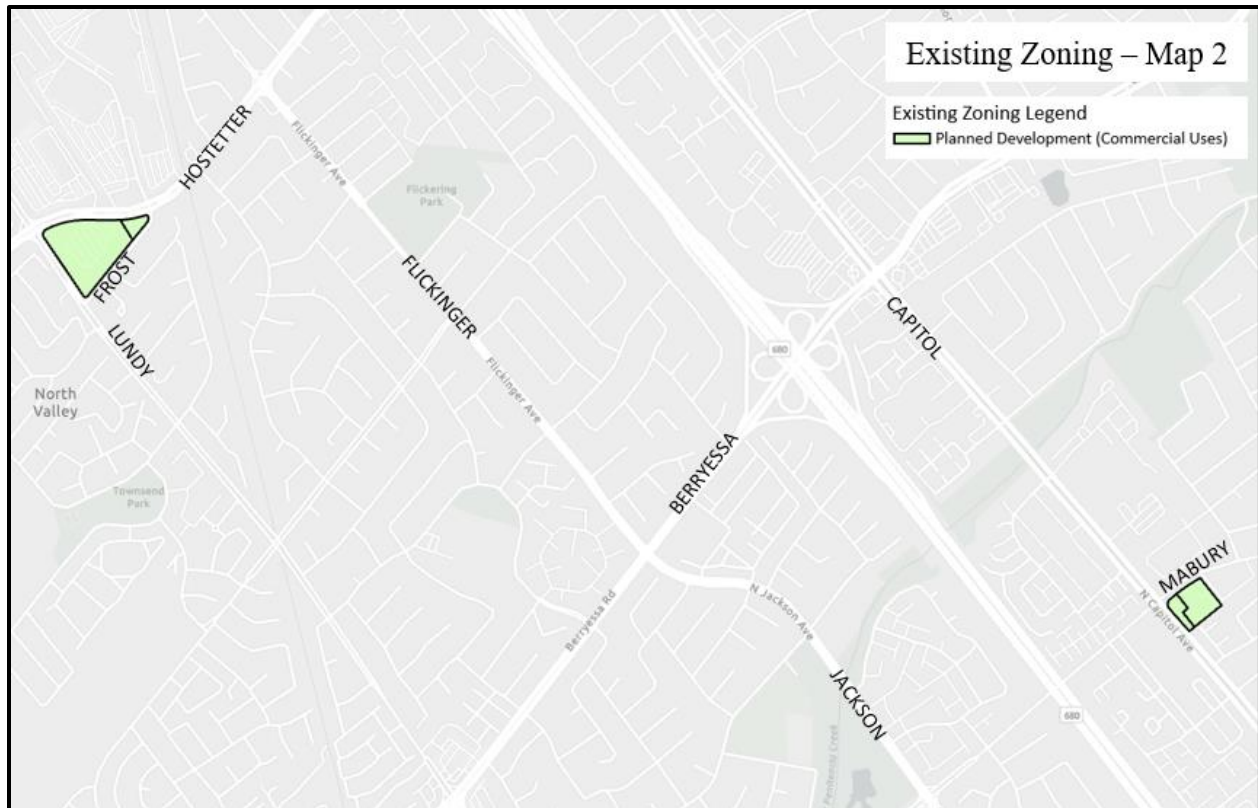 Existing Zoning – Map 2
Existing Zoning Legend
Planned Development (Commercial Uses)
HOSTETTER
Flickinger Ave
Flickering
Park
FROST
FLICKINGER
LUNDY
CAPITOL
680
Flickinger Ave
North
Valley
BERRYESSA
Townsend
Park
MABURY
N Capitol Ave
Berryessa Rd
N Jackson Ave
JACKSON
680
Penitencia Creek